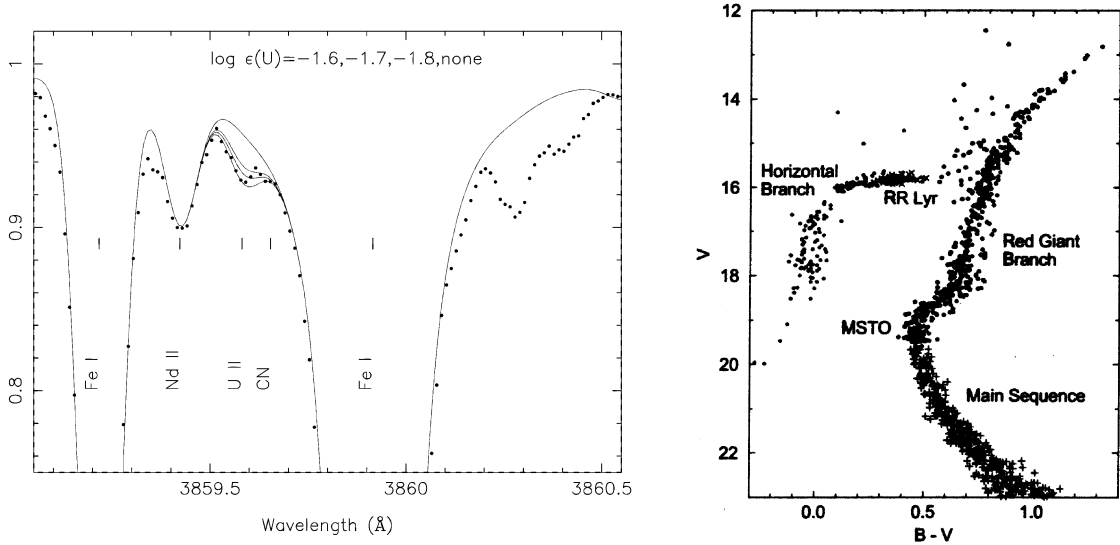 log ε(U)=−1.6,−1.7,−1.8,none
1
0.9
0.8
Fe I
Nd II
U II
CN
Fe I
3859.5
3860
3860.5
Wavelength (Å)
12
14
16
18
20
22
V
Horizontal
Branch
RR Lyr
Red Giant
Branch
MSTO
Main Sequence
0.0
0.5
1.0
B - V